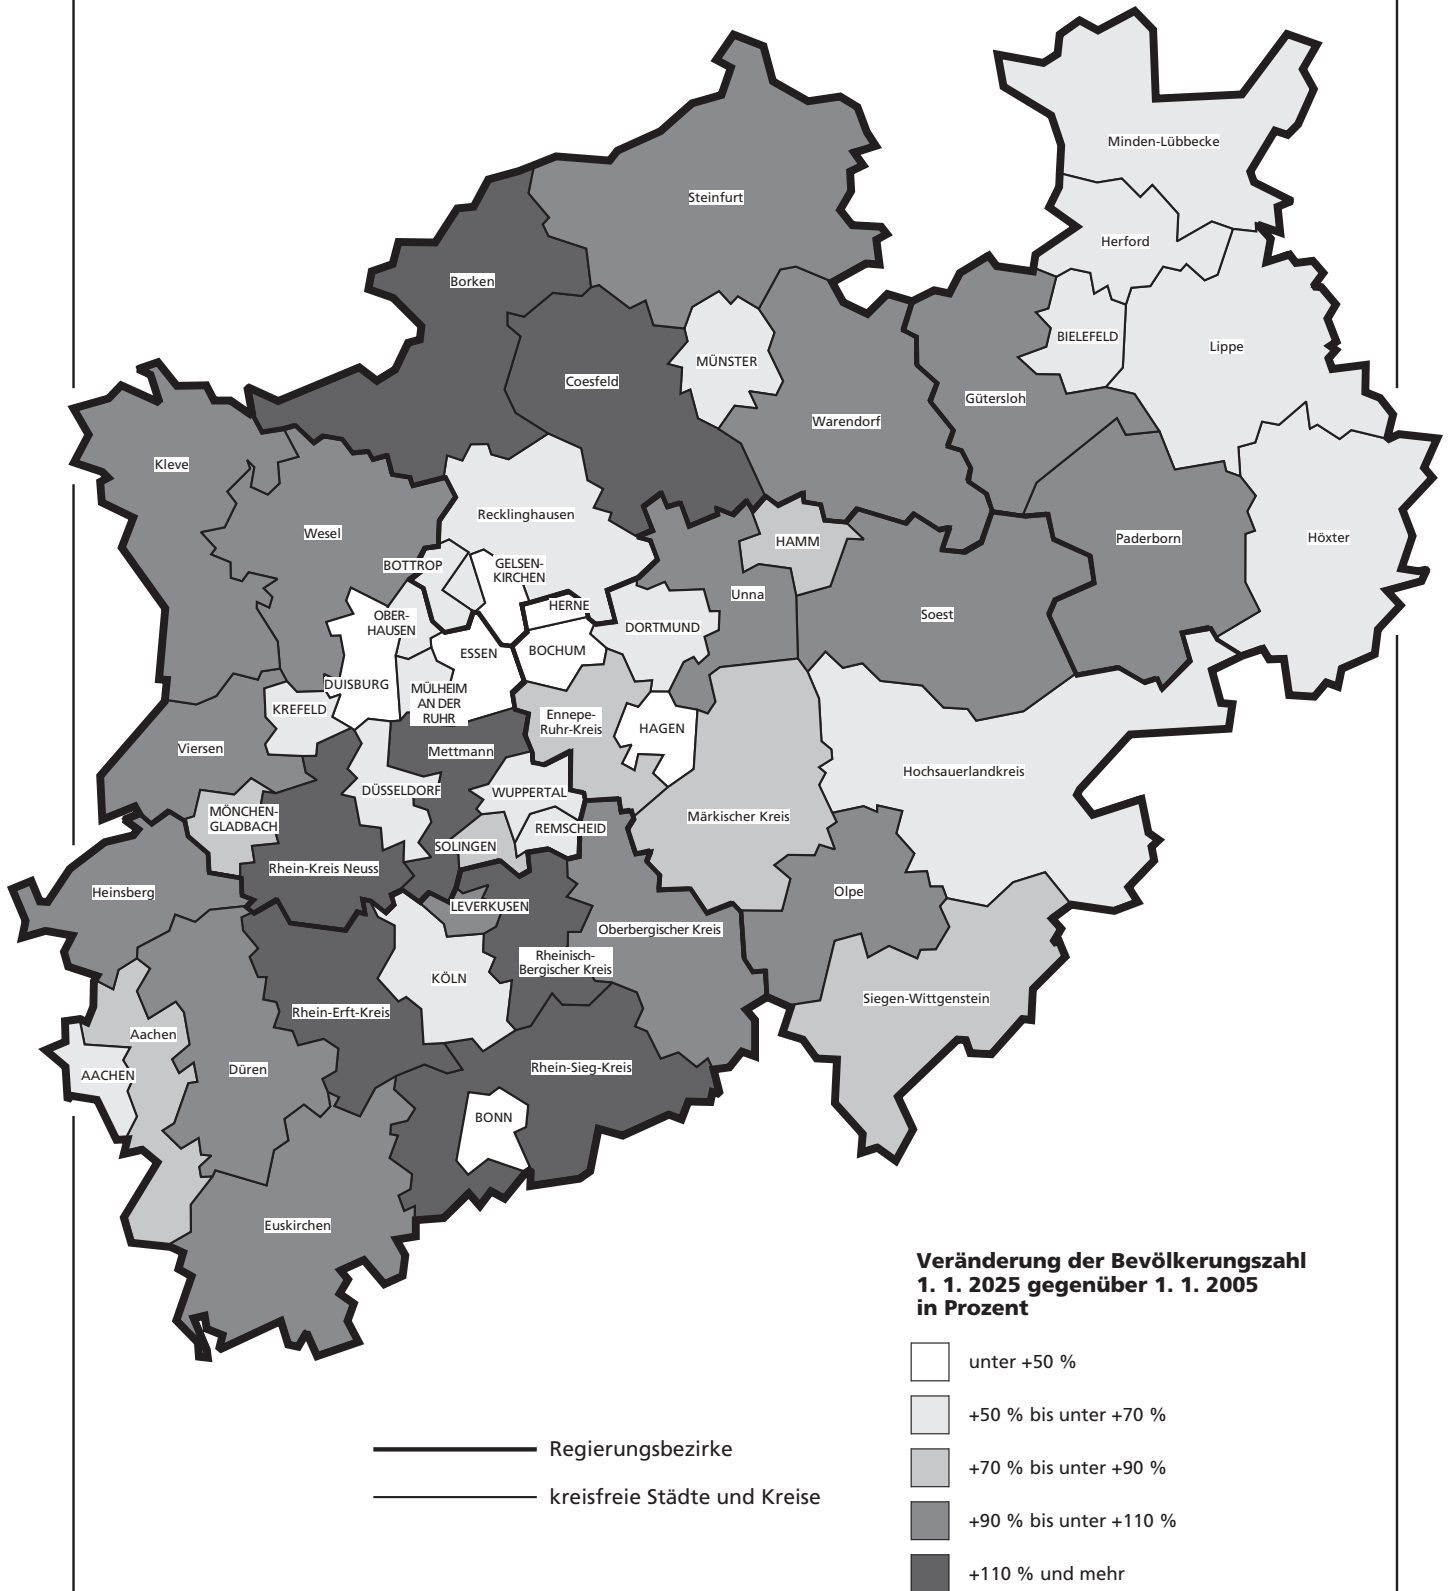 Minden-Lübbecke
Steinfurt
Herford
Borken
BIELEFELD
Lippe
MÜNSTER
Coesfeld
Gütersloh
Warendorf
Kleve
Recklinghausen
Wesel
HAMM
Paderborn
Höxter
BOTTROP
GELSEN-
KIRCHEN
Unna
HERNE
Soest
OBER-
HAUSEN
DORTMUND
ESSEN
BOCHUM
DUISBURG
MÜLHEIM
AN DER
RUHR
KREFELD
Ennepe-
Ruhr-Kreis
HAGEN
Viersen
Mettmann
Hochsauerlandkreis
DÜSSELDORF
WUPPERTAL
MÖNCHEN-
GLADBACH
Märkischer Kreis
REMSCHEID
SOLINGEN
Rhein-Kreis Neuss
Heinsberg
Olpe
LEVERKUSEN
Oberbergischer Kreis
Rheinisch-
Bergischer Kreis
KÖLN
Siegen-Wittgenstein
Rhein-Erft-Kreis
Aachen
Düren
Rhein-Sieg-Kreis
AACHEN
BONN
Euskirchen
Veränderung der Bevölkerungszahl
1. 1. 2025 gegenüber 1. 1. 2005
in Prozent
unter +50 %
+50 % bis unter +70 %
+70 % bis unter +90 %
+90 % bis unter +110 %
+110 % und mehr
Regierungsbezirke
kreisfreie Städte und Kreise